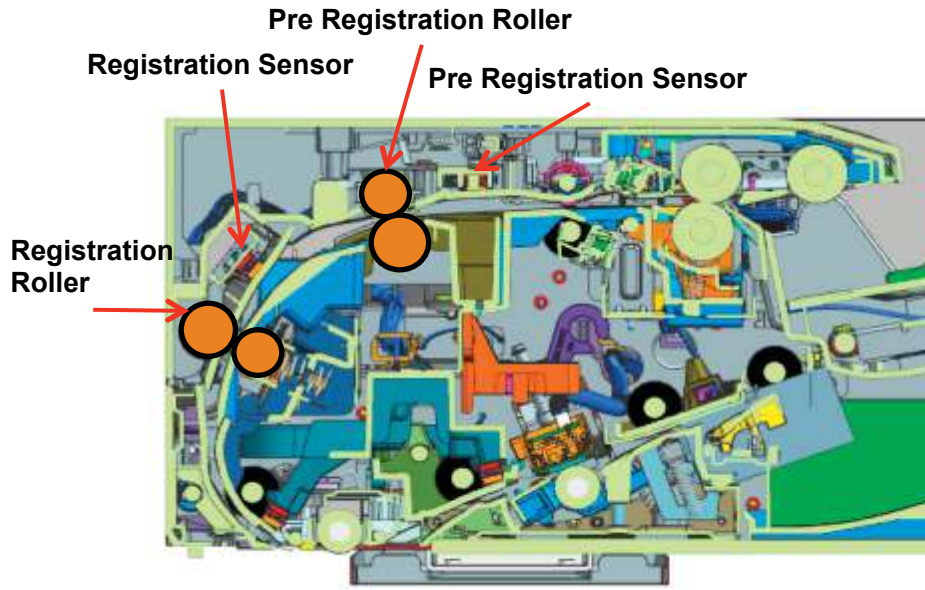 Pre Registration Roller
Registration Sensor
Pre Registration Sensor
Registration
Roller